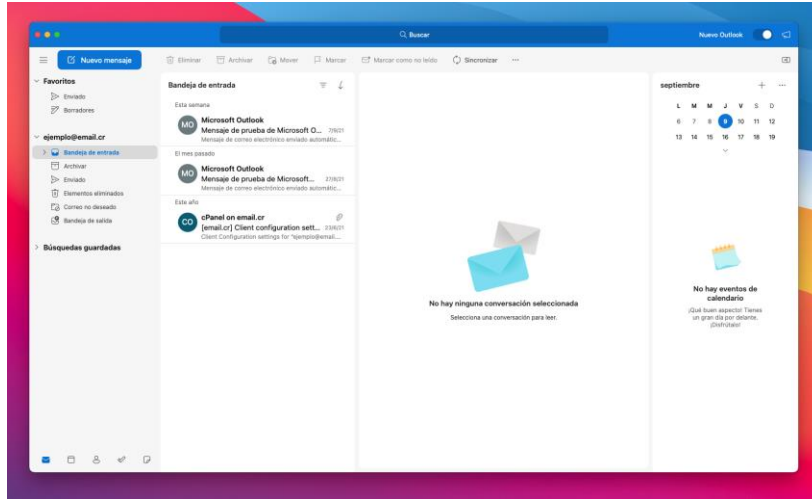 Buscar
Nuevo Outlook
Nuevo mensaje
Eliminar
Archivar
Mover
Marcar
Marcar como no leído
Sincronizar
Favoritos
Enviado
Borradores
ejemplo@email.cr
Bandeja de entrada
Archivar
Enviado
Elementos eliminados
Correo no deseado
Bandeja de salida
Búsquedas guardadas
Bandeja de entrada
Esta semana
MO
Microsoft Outlook
Mensaje de prueba de Microsoft O... 7/9/21
Mensaje de correo electrónico enviado automátic...
El mes pasado
MO
Microsoft Outlook
Mensaje de prueba de Microsoft...
Mensaje de correo electrónico enviado automátic...
Este año
CO
cPanel on email.cr
[email.cr] Client configuration sett...
Client Configuration settings for "ejemplo@email....
No hay ninguna conversación seleccionada
Selecciona una conversación para leer.
septiembre
L M M J V S D
6 7 8 9 10 11 12
13 14 15 16 17 18 19
No hay eventos de
calendario
¡Qué buen aspecto! Tienes
un gran día por delante.
¡Disfrútalo!